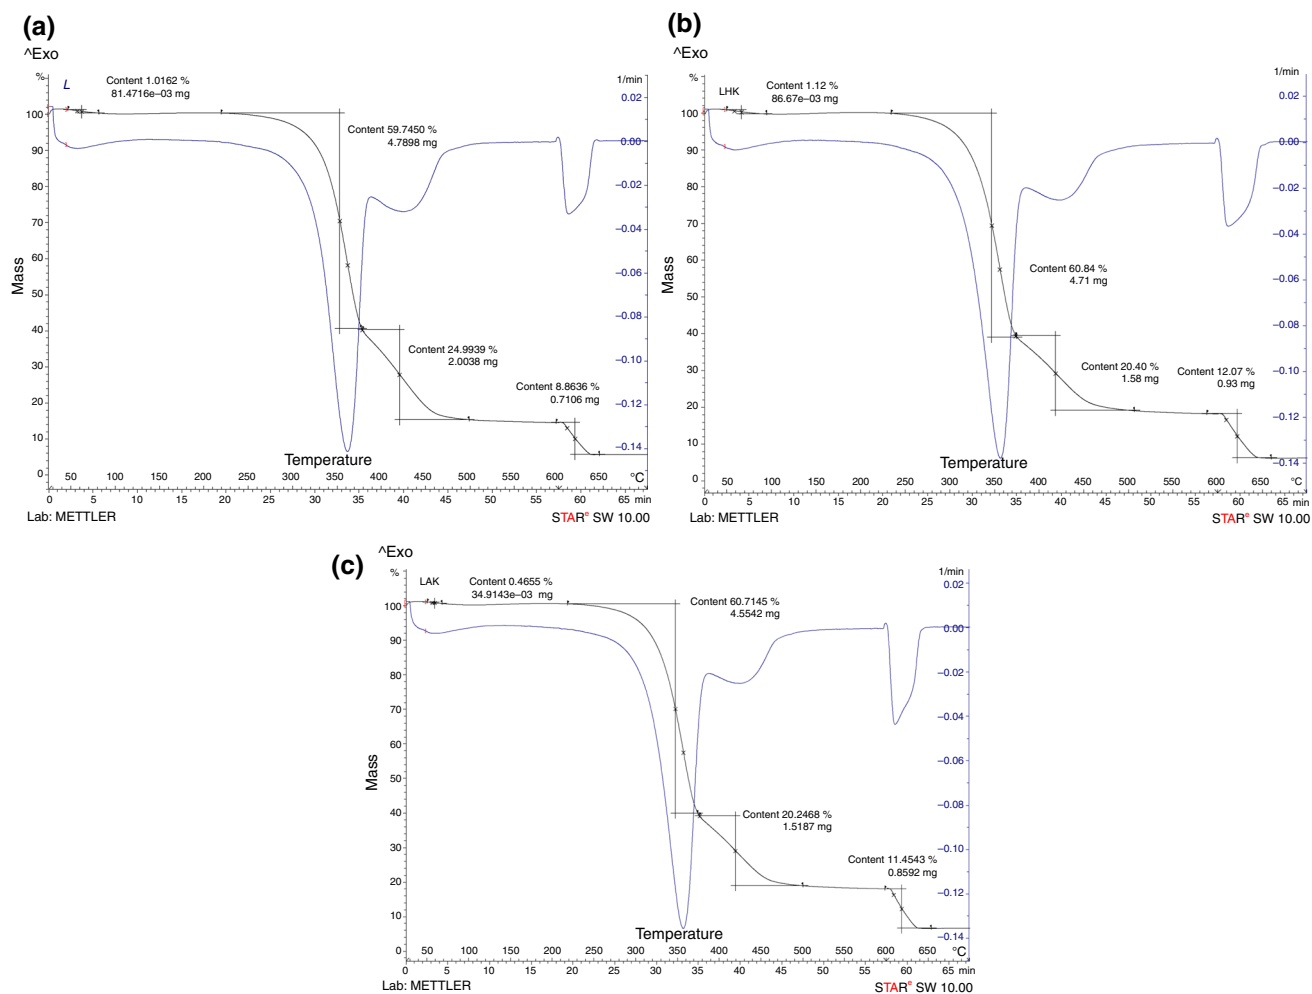 (a)
^Exo
%
L
Content 1.0162 %
81.4716e–03 mg
1/min
0.02
100
0.00
Content 59.7450 %
4.7898 mg
90
80
−0.02
70
−0.04
60
−0.06
Mass
50
−0.08
40
−0.10
30
Content 24.9939 %
2.0038 mg
20
Content 8.8636 %
0.7106 mg
−0.12
10
−0.14
Temperature
0
50 100 150 200 250 300 350 400 450 500 550 600 650 °C
0 5 10 15 20 25 30 35 40 45 50 55 60 65 min
Lab: METTLER
STARe SW 10.00
(b)
^Exo
%
LHK
Content 1.12 %
86.67e–03 mg
1/min
0.02
100
0.00
90
80
−0.02
70
−0.04
60
Content 60.84 %
4.71 mg
−0.06
Mass
50
−0.08
40
30
Content 20.40 %
1.58 mg
Content 12.07 %
0.93 mg
−0.10
20
−0.12
10
−0.14
Temperature
0
50 100 150 200 250 300 350 400 450 500 550 600 650 °C
0 5 10 15 20 25 30 35 40 45 50 55 60 65 min
Lab: METTLER
STARe SW 10.00
(c)
^Exo
%
LAK
Content 0.4655 %
34.9143e–03 mg
1/min
0.02
100
Content 60.7145 %
4.5542 mg
0.00
90
80
−0.02
70
−0.04
60
−0.06
Mass
50
−0.08
40
Content 20.2468 %
1.5187 mg
30
−0.10
20
Content 11.4543 %
0.8592 mg
−0.12
10
−0.14
Temperature
0
50 100 150 200 250 300 350 400 450 500 550 600 650 °C
0 5 10 15 20 25 30 35 40 45 50 55 60 65 min
Lab: METTLER
STARe SW 10.00